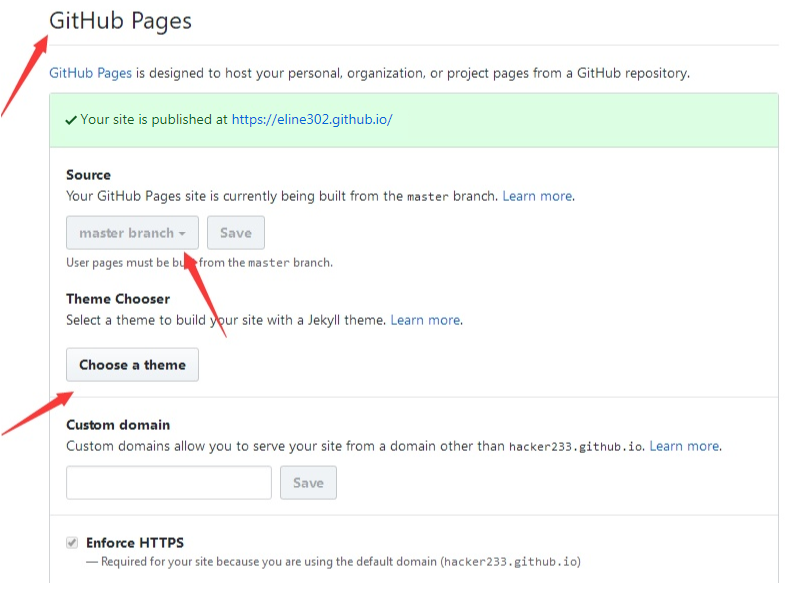 GitHub Pages
GitHub Pages is designed to host your personal, organization, or project pages from a GitHub repository.
Your site is published at https://eline302.github.io/
Source
Your GitHub Pages site is currently being built from the master branch. Learn more.
master branch
Save
User pages must be from the master branch.
Theme Chooser
Select a theme to build your site with a Jekyll theme. Learn more.
Choose a theme
Custom domain
Custom domains allow you to serve your site from a domain other than hacker233.github.io. Learn more.
Save
Enforce HTTPS
— Required for your site because you are using the default domain (hacker233.github.io)